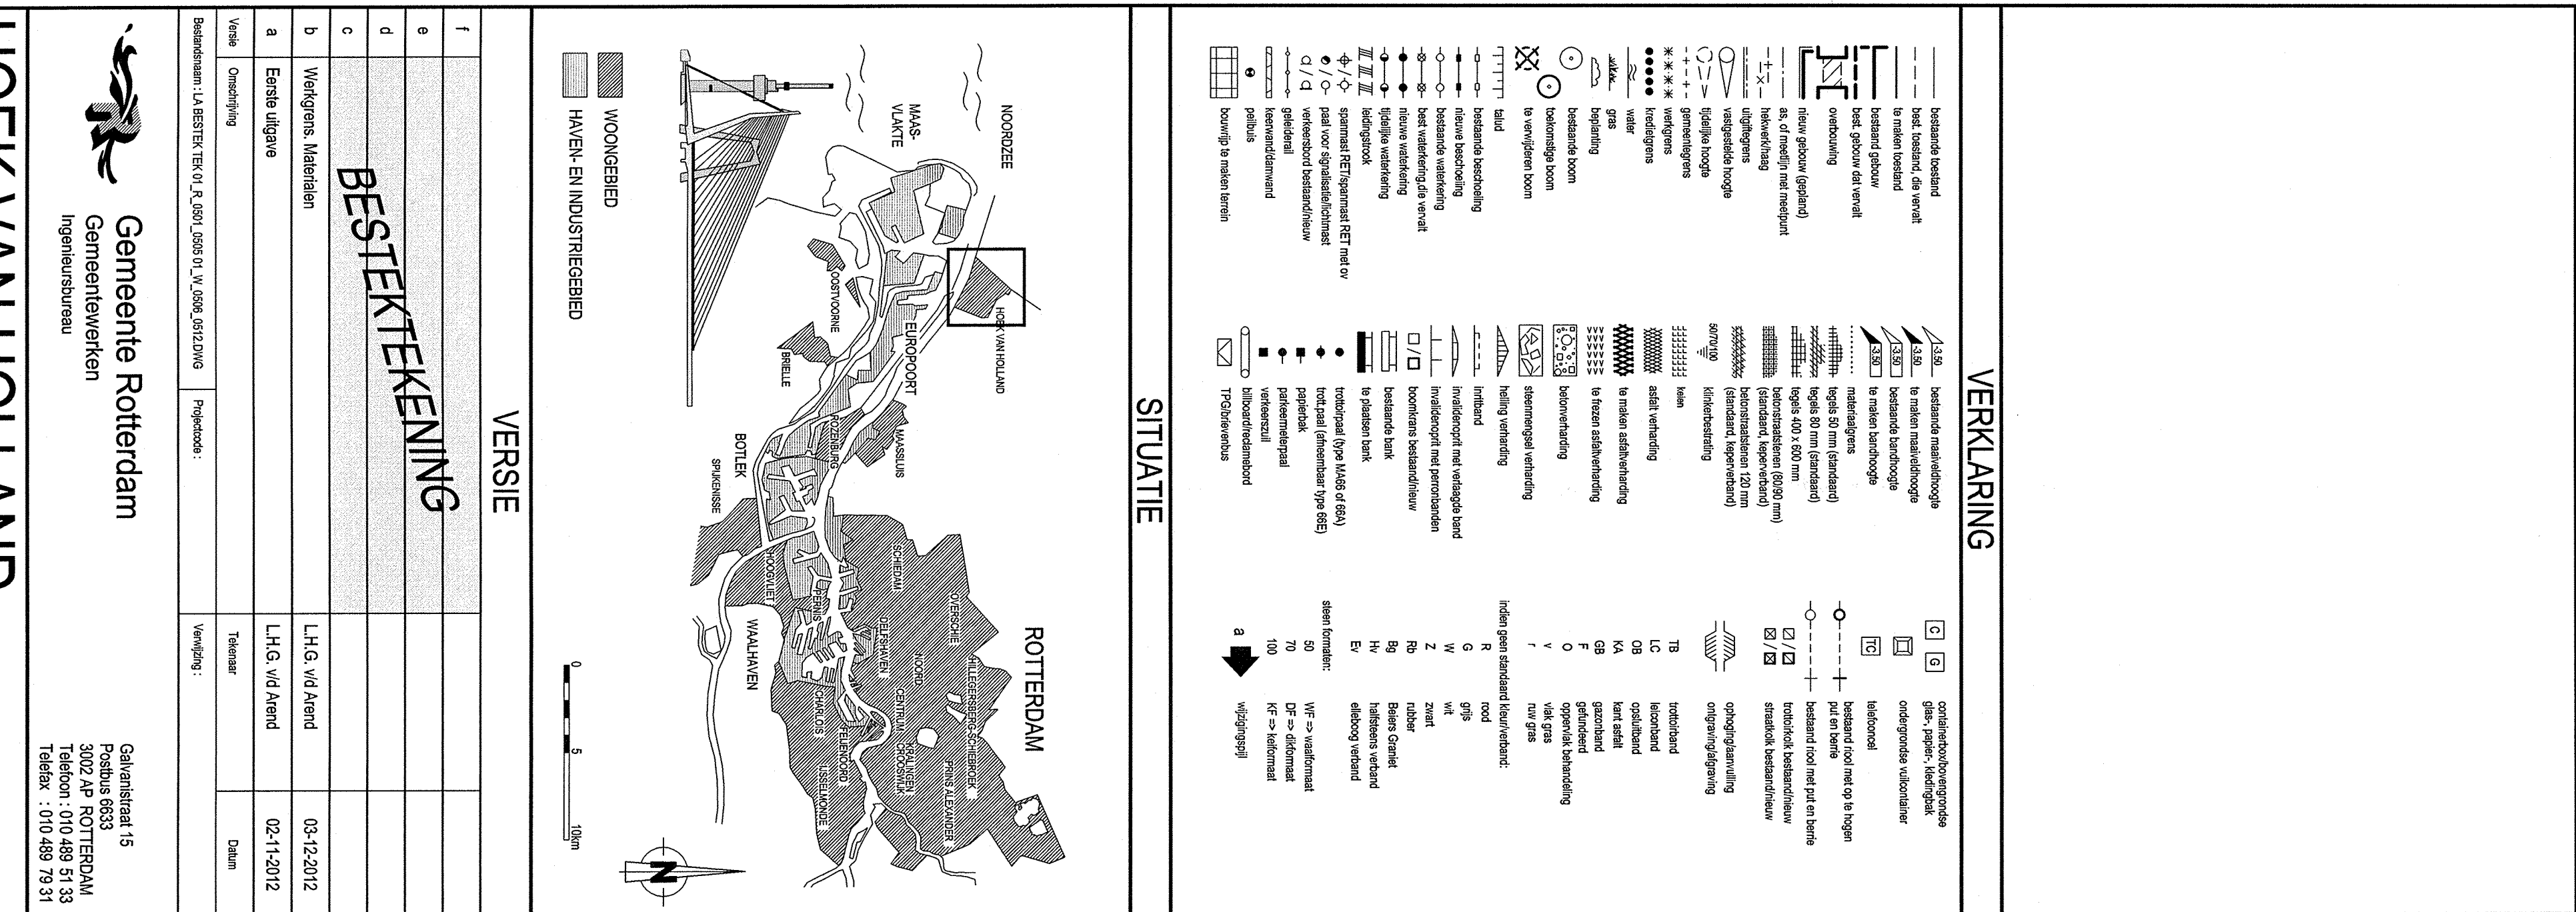 VERKLARING
bestaande toestand
best. toestand, die vervalt
te maken toestand
bestaand gebouw
best. gebouw dat vervalt
overbouwing
nieuw gebouw (gepland)
as, of meetlijn met meetpunt
hekwerk/haag
uitgiftegrens
vastgestelde hoogte
tijdelijke hoogte
gemeentegrens
werkgrens
kredietgrens
water
gras
beplanting
bestaande boom
toekomstige boom
te verwijderen boom
talud
bestaande beschoeiing
nieuwe beschoeiing
bestaande waterkering
best waterkering,die vervalt
nieuwe waterkering
tijdelijke waterkering
leidingstrook
spanmast RET/spanmast RET met ov
paal voor signalisatie/lichtmast
verkeersbord bestaand/nieuw
geleiderail
keerwand/damwand
peilbuis
bouwrijp te maken terrein
-3.50 bestaande maaiveldhoogte
-3.50 te maken maaiveldhoogte
-3.50 bestaande bandhoogte
-3.50 te maken bandhoogte
materiaalgrens
tegels 50 mm (standaard)
tegels 80 mm (standaard)
tegels 400 x 600 mm
betonstraatstenen (80/90 mm)
(standaard, keperverband)
betonstraatstenen 120 mm
(standaard, keperverband)
50/70/100 klinkerbestrating
keien
asfalt verharding
te maken asfaltverharding
te frezen asfaltverharding
betonverharding
steenmengsel verharding
helling verharding
inritband
invalidenoprit met verlaagde band
invalidenoprit met perronbanden
boomkrans bestaand/nieuw
bestaande bank
te plaatsen bank
trottoirpaal (type MA66 of 66A)
trott.paal (afneembaar type 66E)
papierbak
parkeermeterpaal
verkeerszuil
billboard/reclamebord
TPG/brievenbus
C G containerbox/bovengrondse
glas-, papier-, kledingbak
ondergrondse vuilcontainer
TC telefooncel
bestaand riool met op te hogen
put en berrie
bestaand riool met put en berrie
trottoirkolk bestaand/nieuw
straatkolk bestaand/nieuw
ophoging/aanvulling
ontgraving/afgraving
TB trottoirband
LC leiconband
OB opsluitband
KA kant asfalt
GB gazonband
F gefundeerd
O oppervlak behandeling
v vlak gras
r ruw gras
indien geen standaard kleur/verband:
R rood
G grijs
W wit
Z zwart
Rb rubber
Bg Beiers Graniet
Hv halfsteens verband
Ev elleboog verband
steen formaten:
50 WF => waalformaat
70 DF => dikformaat
100 KF => keiformaat
a wijzigingspijl
SITUATIE
NOORDZEE
MAAS-
VLAKTE
HOEK VAN HOLLAND
EUROPOORT
OOSTVOORNE
BRIELLE
MAASSLUIS
ROZENBURG
BOTLEK
SPIJKENISSE
ROTTERDAM
OVERSCHIE
HILLEGERSBERG-SCHIEBROEK
SCHIEDAM
NOORD
PRINS ALEXANDER
DELFSHAVEN
CENTRUM
KRALINGEN
CROOSWIJK
PERNIS
HOOGVLIET
WAALHAVEN
CHARLOIS
FEIJENOORD
IJSSELMONDE
WOONGEBIED
HAVEN- EN INDUSTRIEGEBIED
0 5 10km
N
VERSIE
f
e
d
c
BESTEKTEKENING
b Werkgrens. Materialen L.H.G. v/d Arend 03-12-2012
a Eerste uitgave L.H.G. v/d Arend 02-11-2012
Versie Omschrijving Tekenaar Datum
Bestandsnaam : LA BESTEK TEK 01_R_0501_0505 01_W_0506_0512.DWG Projectcode : Verwijzing :
Gemeente Rotterdam
Gemeentewerken
Ingenieursbureau
Galvanistraat 15
Postbus 6633
3002 AP ROTTERDAM
Telefoon : 010 489 51 33
Telefax : 010 489 79 31
HOEK VAN HOLLAND